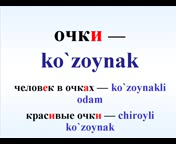 очки —
ko`zoynak
человек в очках — ko`zoynakli
odam
красивые очки — chiroyli
ko`zoynak